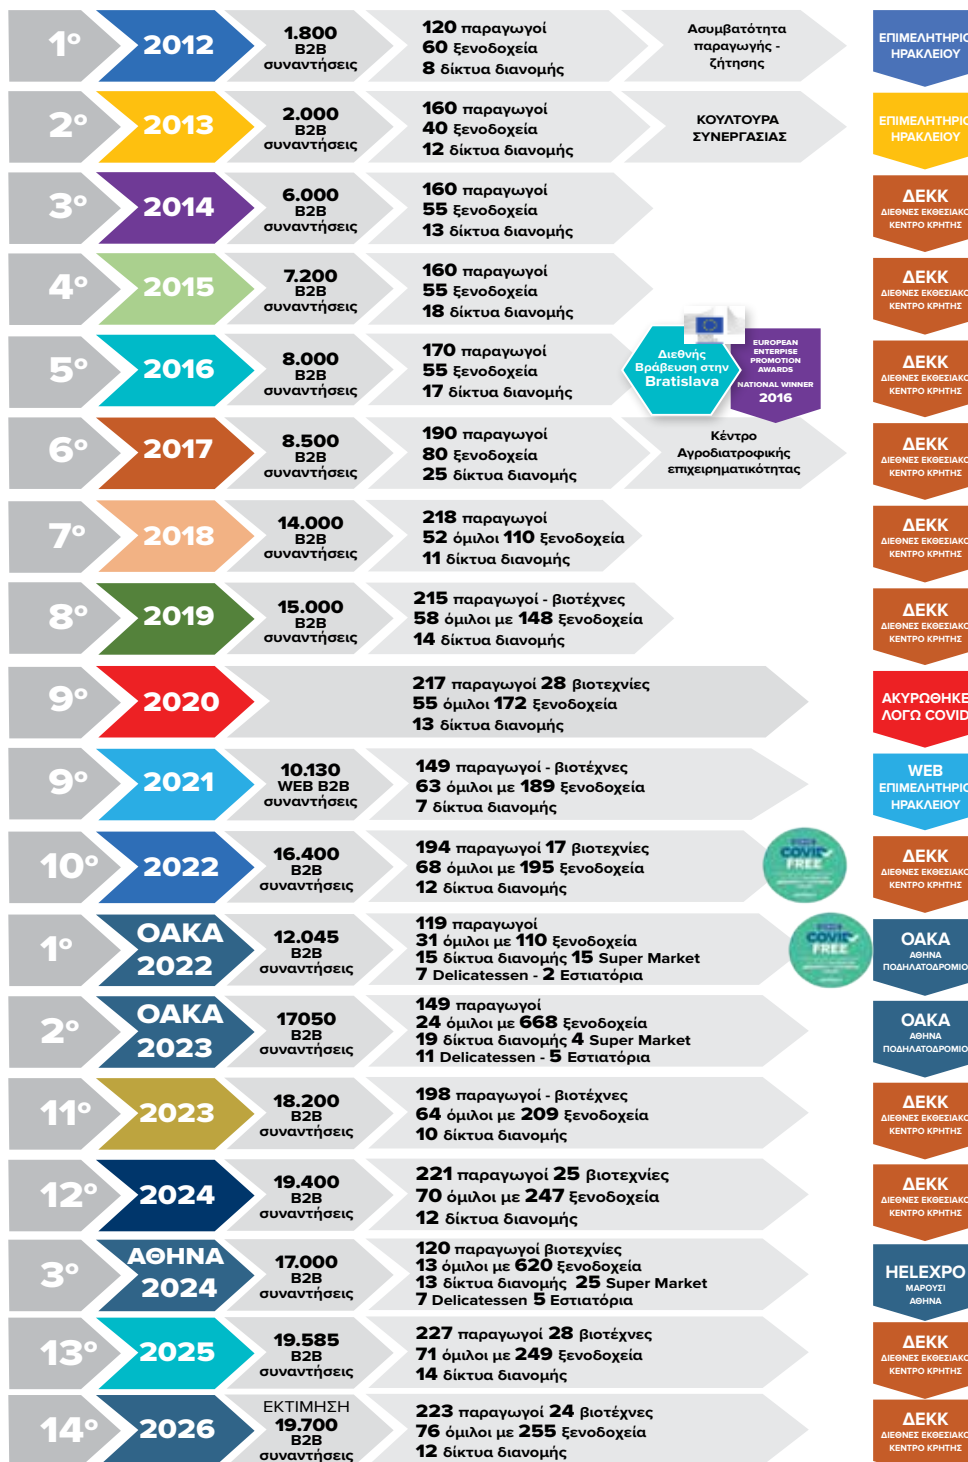 1º
2012
1.800
B2B
συναντήσεις
120 παραγωγοί
60 ξενοδοχεία
8 δίκτυα διανομής
Ασυμβατότητα
παραγωγής -
ζήτησης
ΕΠΙΜΕΛΗΤΗΡΙΟ
ΗΡΑΚΛΕΙΟΥ
2º
2013
2.000
B2B
συναντήσεις
160 παραγωγοί
40 ξενοδοχεία
12 δίκτυα διανομής
ΚΟΥΛΤΟΥΡΑ
ΣΥΝΕΡΓΑΣΙΑΣ
ΕΠΙΜΕΛΗΤΗΡΙΟ
ΗΡΑΚΛΕΙΟΥ
3º
2014
6.000
B2B
συναντήσεις
160 παραγωγοί
55 ξενοδοχεία
13 δίκτυα διανομής
ΔΕΚΚ
ΔΙΕΘΝΕΣ ΕΚΘΕΣΙΑΚΟ
ΚΕΝΤΡΟ ΚΡΗΤΗΣ
4º
2015
7.200
B2B
συναντήσεις
160 παραγωγοί
55 ξενοδοχεία
18 δίκτυα διανομής
ΔΕΚΚ
ΔΙΕΘΝΕΣ ΕΚΘΕΣΙΑΚΟ
ΚΕΝΤΡΟ ΚΡΗΤΗΣ
5º
2016
8.000
B2B
συναντήσεις
170 παραγωγοί
55 ξενοδοχεία
17 δίκτυα διανομής
Διεθνής
Βράβευση στην
Bratislava
EUROPEAN
ENTERPISE
PROMOTION
AWARDS
NATIONAL WINNER
2016
ΔΕΚΚ
ΔΙΕΘΝΕΣ ΕΚΘΕΣΙΑΚΟ
ΚΕΝΤΡΟ ΚΡΗΤΗΣ
6º
2017
8.500
B2B
συναντήσεις
190 παραγωγοί
80 ξενοδοχεία
25 δίκτυα διανομής
Κέντρο
Αγροδιατροφικής
επιχειρηματικότητας
ΔΕΚΚ
ΔΙΕΘΝΕΣ ΕΚΘΕΣΙΑΚΟ
ΚΕΝΤΡΟ ΚΡΗΤΗΣ
7º
2018
14.000
B2B
συναντήσεις
218 παραγωγοί
52 όμιλοι 110 ξενοδοχεία
11 δίκτυα διανομής
ΔΕΚΚ
ΔΙΕΘΝΕΣ ΕΚΘΕΣΙΑΚΟ
ΚΕΝΤΡΟ ΚΡΗΤΗΣ
8º
2019
15.000
B2B
συναντήσεις
215 παραγωγοί - βιοτέχνες
58 όμιλοι με 148 ξενοδοχεία
14 δίκτυα διανομής
ΔΕΚΚ
ΔΙΕΘΝΕΣ ΕΚΘΕΣΙΑΚΟ
ΚΕΝΤΡΟ ΚΡΗΤΗΣ
9º
2020
217 παραγωγοί 28 βιοτεχνίες
55 όμιλοι 172 ξενοδοχεία
13 δίκτυα διανομής
ΑΚΥΡΩΘΗΚΕ
ΛΟΓΩ COVID
9º
2021
10.130
WEB B2B
συναντήσεις
149 παραγωγοί - βιοτέχνες
63 όμιλοι με 189 ξενοδοχεία
7 δίκτυα διανομής
WEB
ΕΠΙΜΕΛΗΤΗΡΙΟ
ΗΡΑΚΛΕΙΟΥ
10º
2022
16.400
B2B
συναντήσεις
194 παραγωγοί 17 βιοτεχνίες
68 όμιλοι με 195 ξενοδοχεία
12 δίκτυα διανομής
COVID
FREE
ΔΕΚΚ
ΔΙΕΘΝΕΣ ΕΚΘΕΣΙΑΚΟ
ΚΕΝΤΡΟ ΚΡΗΤΗΣ
1º
ΟΑΚΑ
2022
12.045
B2B
συναντήσεις
119 παραγωγοί
31 όμιλοι με 110 ξενοδοχεία
15 δίκτυα διανομής 15 Super Market
7 Delicatessen - 2 Εστιατόρια
COVID
FREE
ΟΑΚΑ
ΑΘΗΝΑ
ΠΟΔΗΛΑΤΟΔΡΟΜΙΟ
2º
ΟΑΚΑ
2023
17050
B2B
συναντήσεις
149 παραγωγοί
24 όμιλοι με 668 ξενοδοχεία
19 δίκτυα διανομής 4 Super Market
11 Delicatessen - 5 Εστιατόρια
ΟΑΚΑ
ΑΘΗΝΑ
ΠΟΔΗΛΑΤΟΔΡΟΜΙΟ
11º
2023
18.200
B2B
συναντήσεις
198 παραγωγοί - βιοτέχνες
64 όμιλοι με 209 ξενοδοχεία
10 δίκτυα διανομής
ΔΕΚΚ
ΔΙΕΘΝΕΣ ΕΚΘΕΣΙΑΚΟ
ΚΕΝΤΡΟ ΚΡΗΤΗΣ
12º
2024
19.400
B2B
συναντήσεις
221 παραγωγοί 25 βιοτεχνίες
70 όμιλοι με 247 ξενοδοχεία
12 δίκτυα διανομής
ΔΕΚΚ
ΔΙΕΘΝΕΣ ΕΚΘΕΣΙΑΚΟ
ΚΕΝΤΡΟ ΚΡΗΤΗΣ
3º
ΑΘΗΝΑ
2024
17.000
B2B
συναντήσεις
120 παραγωγοί βιοτεχνίες
13 όμιλοι με 620 ξενοδοχεία
13 δίκτυα διανομής 25 Super Market
7 Delicatessen 5 Εστιατόρια
HELEXPO
ΜΑΡΟΥΣΙ
ΑΘΗΝΑ
13º
2025
19.585
B2B
συναντήσεις
227 παραγωγοί 28 βιοτέχνες
71 όμιλοι με 249 ξενοδοχεία
14 δίκτυα διανομής
ΔΕΚΚ
ΔΙΕΘΝΕΣ ΕΚΘΕΣΙΑΚΟ
ΚΕΝΤΡΟ ΚΡΗΤΗΣ
14º
2026
ΕΚΤΙΜΗΣΗ
19.700
B2B
συναντήσεις
223 παραγωγοί 24 βιοτέχνες
76 όμιλοι με 255 ξενοδοχεία
12 δίκτυα διανομής
ΔΕΚΚ
ΔΙΕΘΝΕΣ ΕΚΘΕΣΙΑΚΟ
ΚΕΝΤΡΟ ΚΡΗΤΗΣ